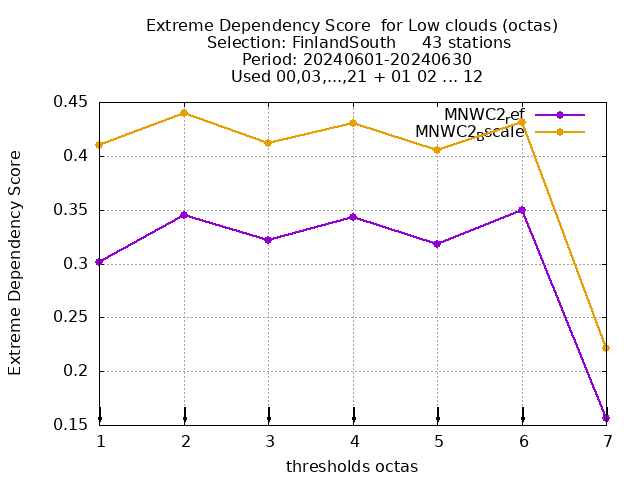 Extreme Dependency Score  for Low clouds (octas)
Selection: FinlandSouth     43 stations
Period: 20240601-20240630
Used 00,03,...,21 + 01 02 ... 12
MNWC2ref
MNWC2sscale
Extreme Dependency Score
0.45
0.4
0.35
0.3
0.25
0.2
0.15
1 2 3 4 5 6 7
thresholds octas